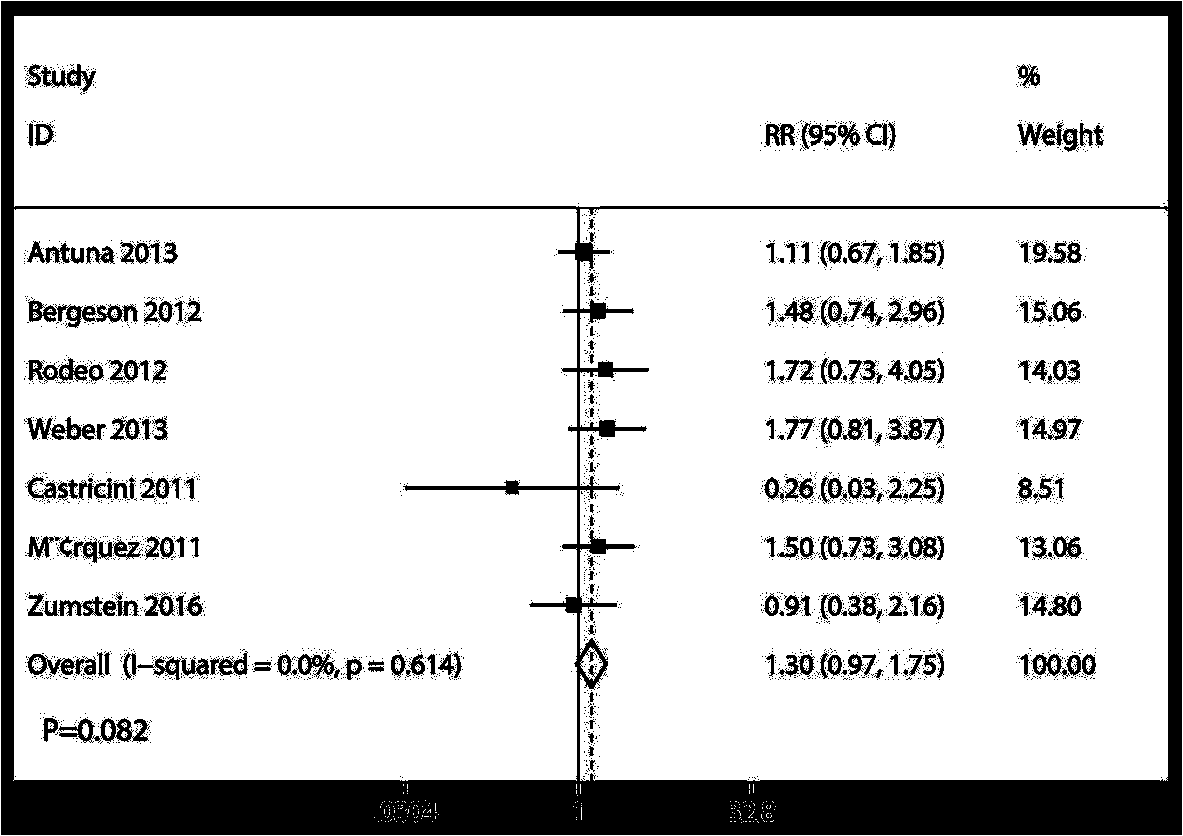 Study %
ID RR (95% CI) Weight
Antuna 2013 1.11 (0.67, 1.85) 19.58
Bergeson 2012 1.48 (0.74, 2.96) 15.06
Rodeo 2012 1.72 (0.73, 4.05) 14.03
Weber 2013 1.77 (0.81, 3.87) 14.97
Castricini 2011 0.26 (0.03, 2.25) 8.51
M¨¢rquez 2011 1.50 (0.73, 3.08) 13.06
Zumstein 2016 0.91 (0.38, 2.16) 14.80
Overall (I−squared = 0.0%, p = 0.614) 1.30 (0.97, 1.75) 100.00
P=0.082
.0304 1 32.8